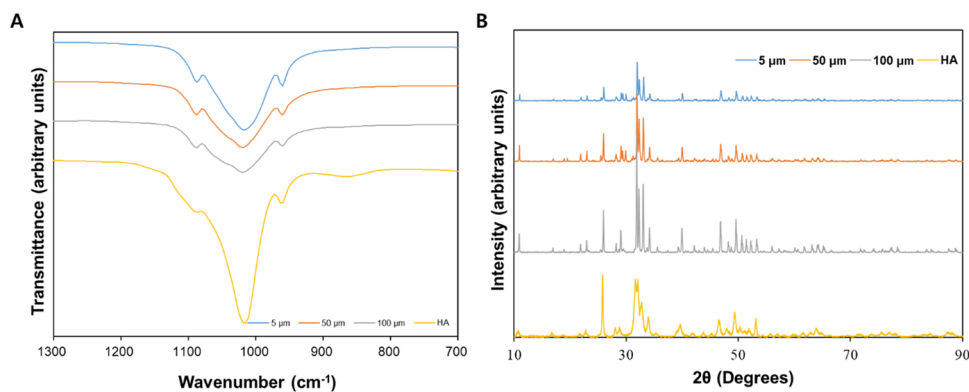 A
Transmittance (arbitrary units)
5 µm 50 µm 100 µm HA
1300 1200 1100 1000 900 800 700
Wavenumber (cm⁻¹)
B
5 µm 50 µm 100 µm HA
Intensity (arbitrary units)
10 30 50 70 90
2θ (Degrees)